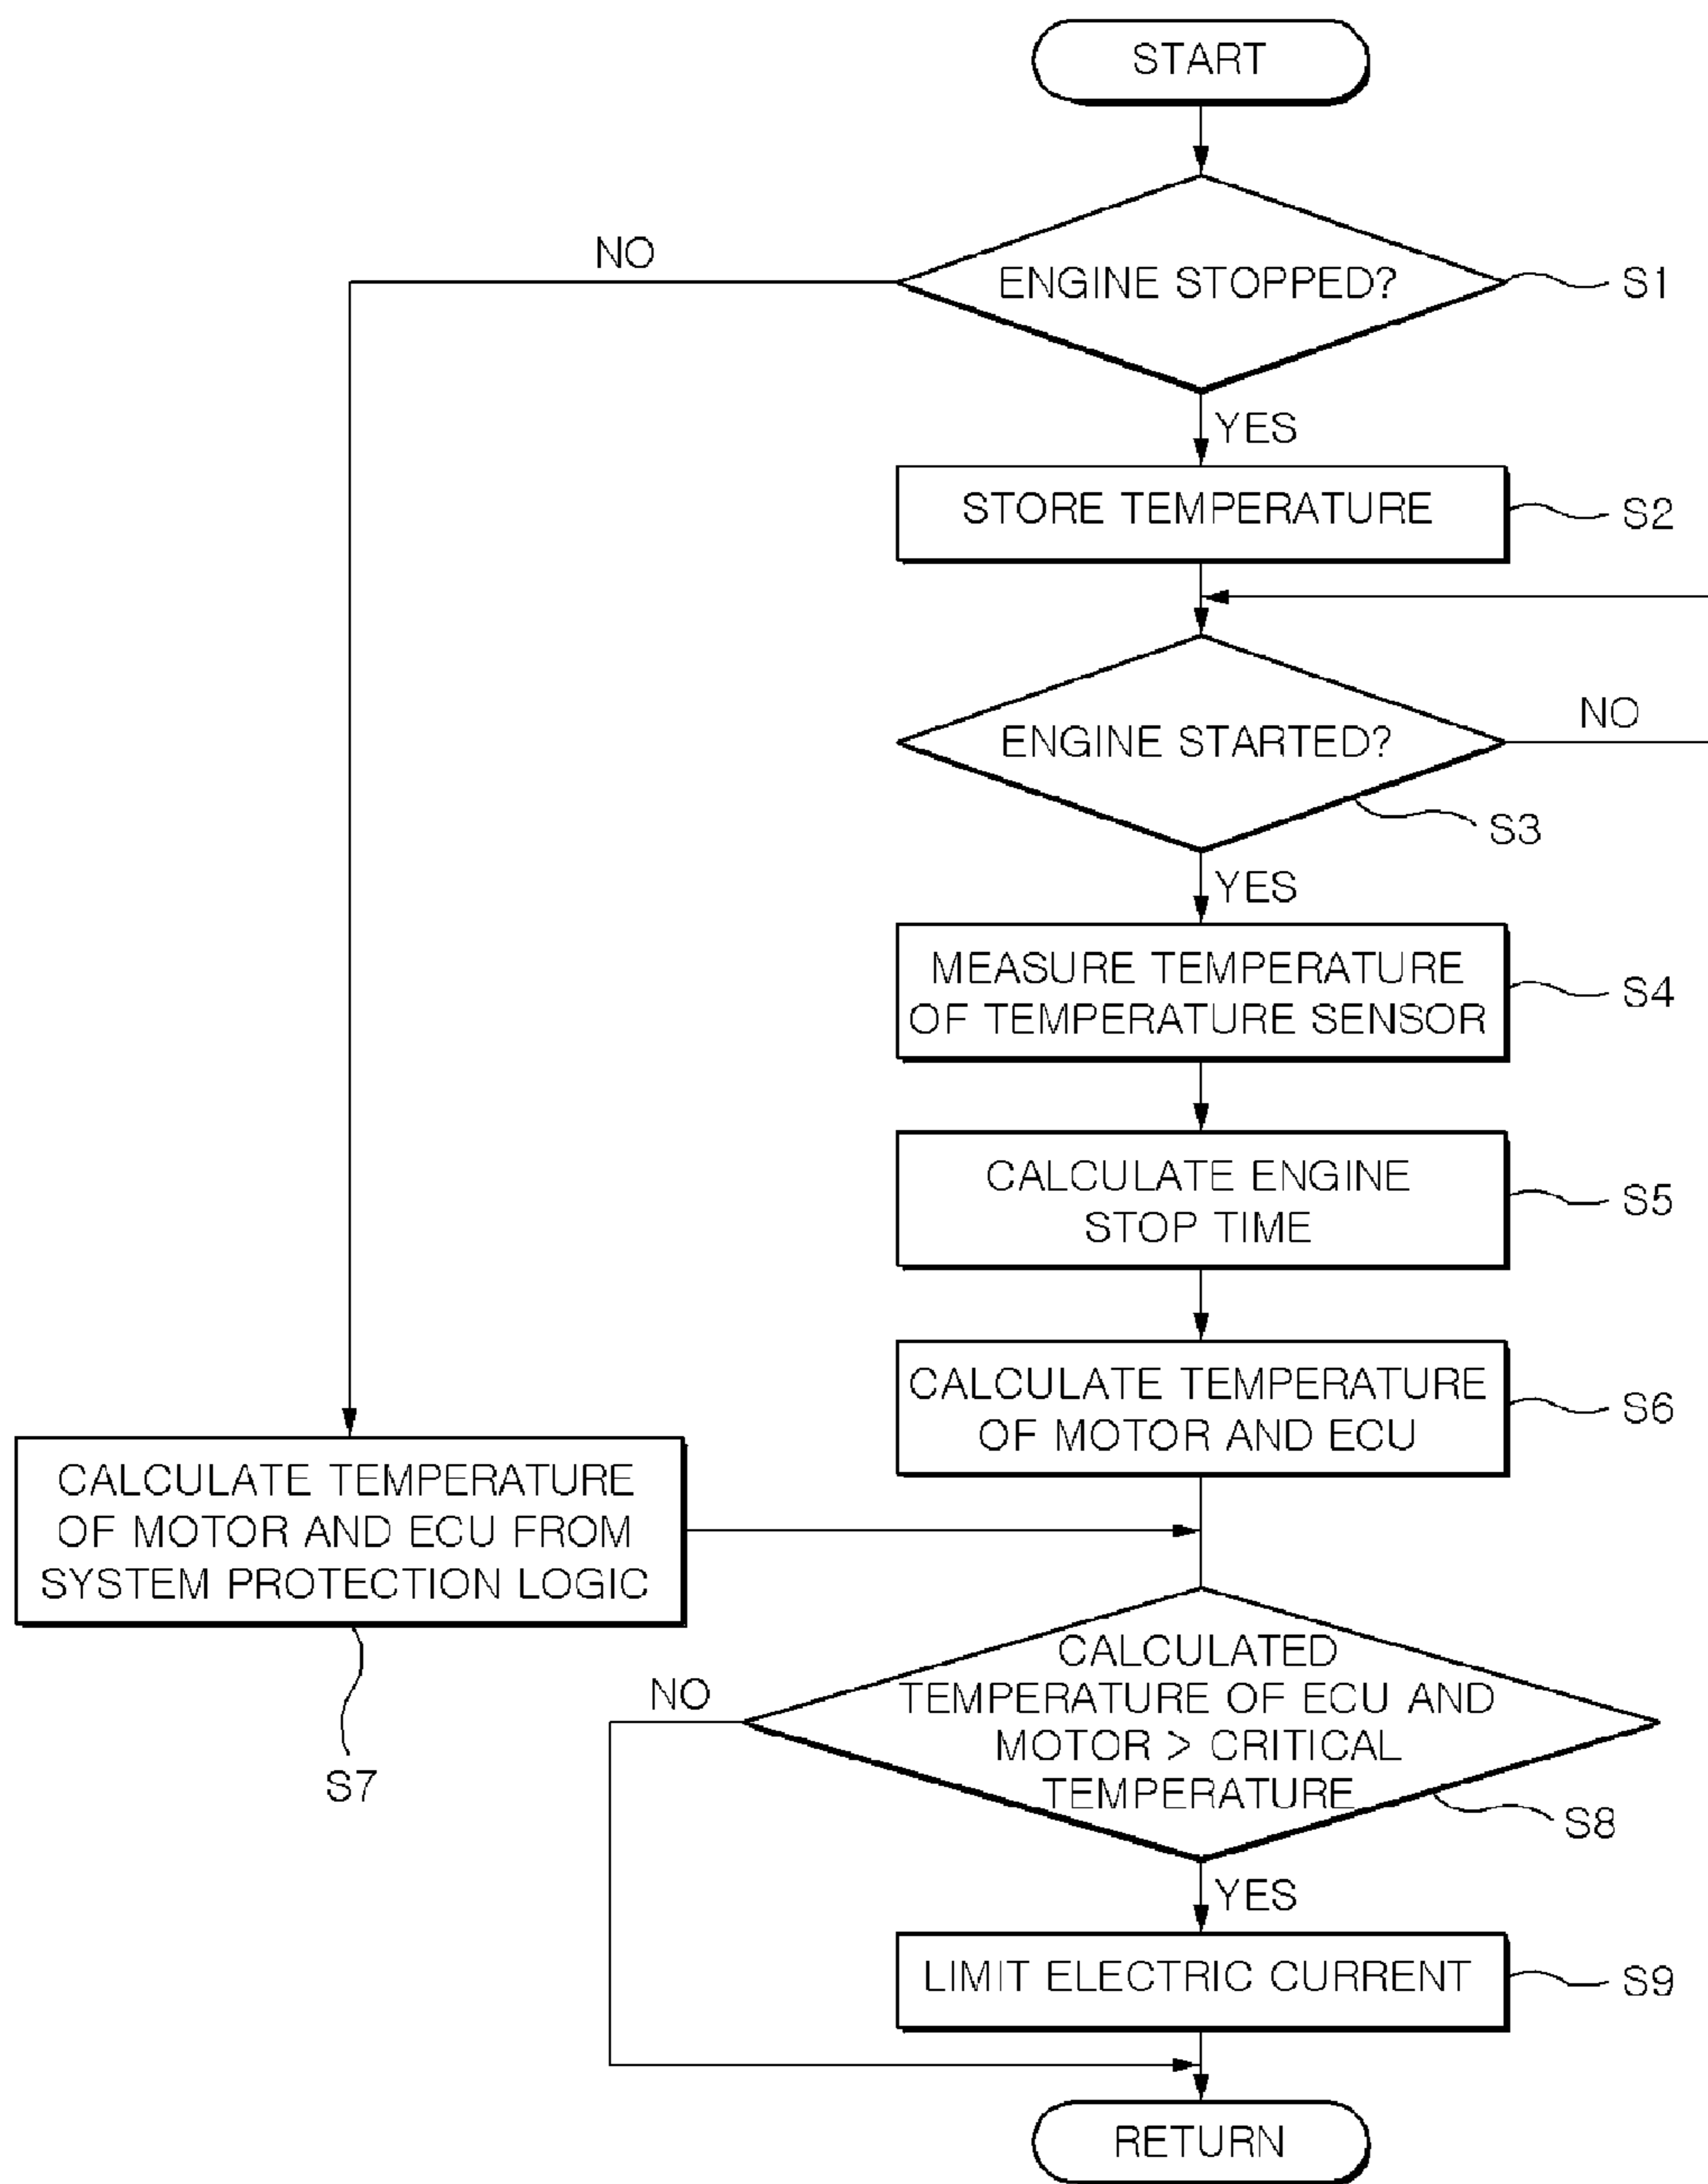 START
NO
ENGINE STOPPED?
S1
YES
STORE TEMPERATURE
S2
ENGINE STARTED?
NO
S3
YES
MEASURE TEMPERATURE
OF TEMPERATURE SENSOR
S4
CALCULATE ENGINE
STOP TIME
S5
CALCULATE TEMPERATURE
OF MOTOR AND ECU
S6
CALCULATE TEMPERATURE
OF MOTOR AND ECU FROM
SYSTEM PROTECTION LOGIC
S7
CALCULATED
TEMPERATURE OF ECU AND
MOTOR > CRITICAL
TEMPERATURE
NO
S8
YES
LIMIT ELECTRIC CURRENT
S9
RETURN